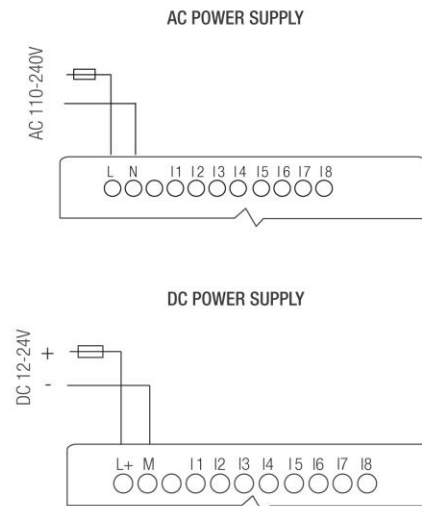 AC POWER SUPPLY
AC 110-240V
L N I1 I2 I3 I4 I5 I6 I7 I8
DC POWER SUPPLY
DC 12-24V
+
-
L+ M I1 I2 I3 I4 I5 I6 I7 I8